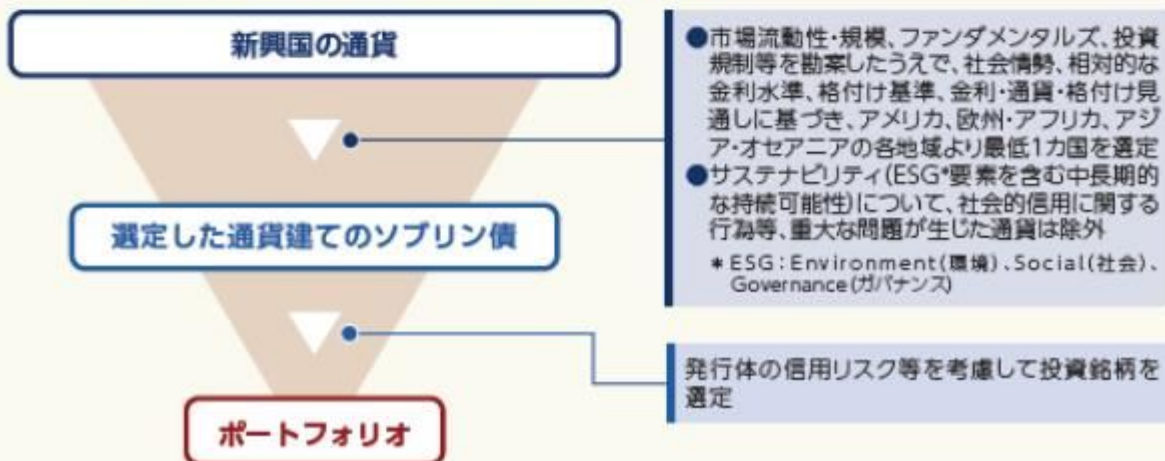 新興国の通貨
●市場流動性・規模、ファンダメンタルズ、投資
規制等を勘案したうえで、社会情勢、相対的な
金利水準、格付け基準、金利・通貨・格付け見
通しに基づき、アメリカ、欧州・アフリカ、アジ
ア・オセアニアの各地域より最低1カ国を選定
●サステナビリティ(ESG*要素を含む中長期的
な持続可能性)について、社会的信用に関する
行為等、重大な問題が生じた通貨は除外
*ESG:Environment(環境)、Social(社会)、
Governance(ガバナンス)
選定した通貨建てのソブリン債
発行体の信用リスク等を考慮して投資銘柄を
選定
ポートフォリオ